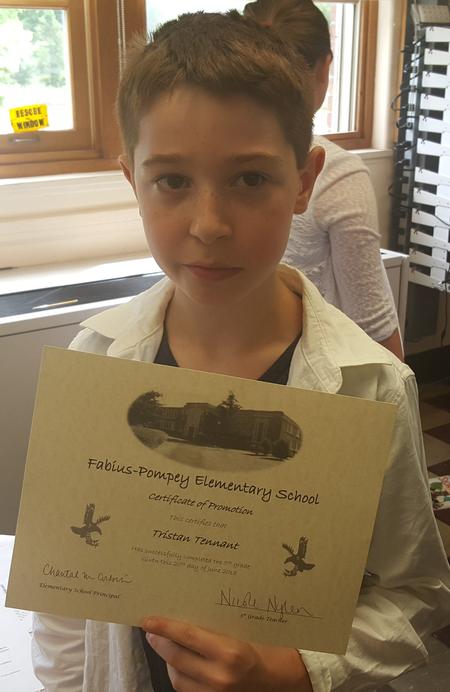 RESCUE
WINDOW
Fabius-Pompey Elementary School
Certificate of Promotion
This certifies that
Tristan Tennant
Has successfully completed the 5th grade
Given this 20th day of June 2018
Elementary School Principal
5th Grade Teacher